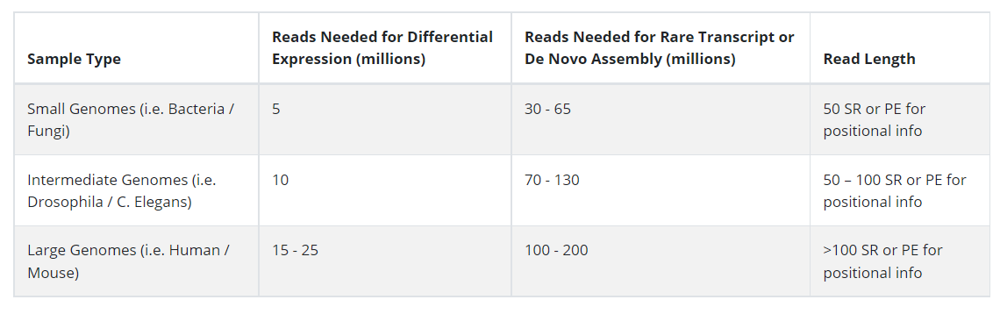 Sample Type
Reads Needed for Differential
Expression (millions)
Reads Needed for Rare Transcript or
De Novo Assembly (millions)
Read Length
Small Genomes (i.e. Bacteria /
Fungi)
5
30 - 65
50 SR or PE for
positional info
Intermediate Genomes (i.e.
Drosophila / C. Elegans)
10
70 - 130
50 – 100 SR or PE for
positional info
Large Genomes (i.e. Human /
Mouse)
15 - 25
100 - 200
>100 SR or PE for
positional info